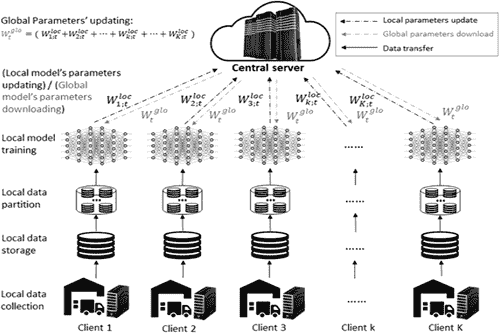 Global Parameters' updating:
W_t^glo = ( W_1;t^loc + W_2;t^loc + ··· + W_k;t^loc + ··· + W_K;t^loc )
Local parameters update
Global parameters download
Data transfer
Central server
(Local model's parameters
updating) / (Global
model's parameters
downloading)
W_1;t^loc W_2;t^loc W_3;t^loc W_k;t^loc W_K;t^loc
W_t^glo W_t^glo W_t^glo W_t^glo W_t^glo
Local model
training
......
Local data
partition
......
Local data
storage
......
Local data
collection
......
Client 1 Client 2 Client 3 Client k Client K